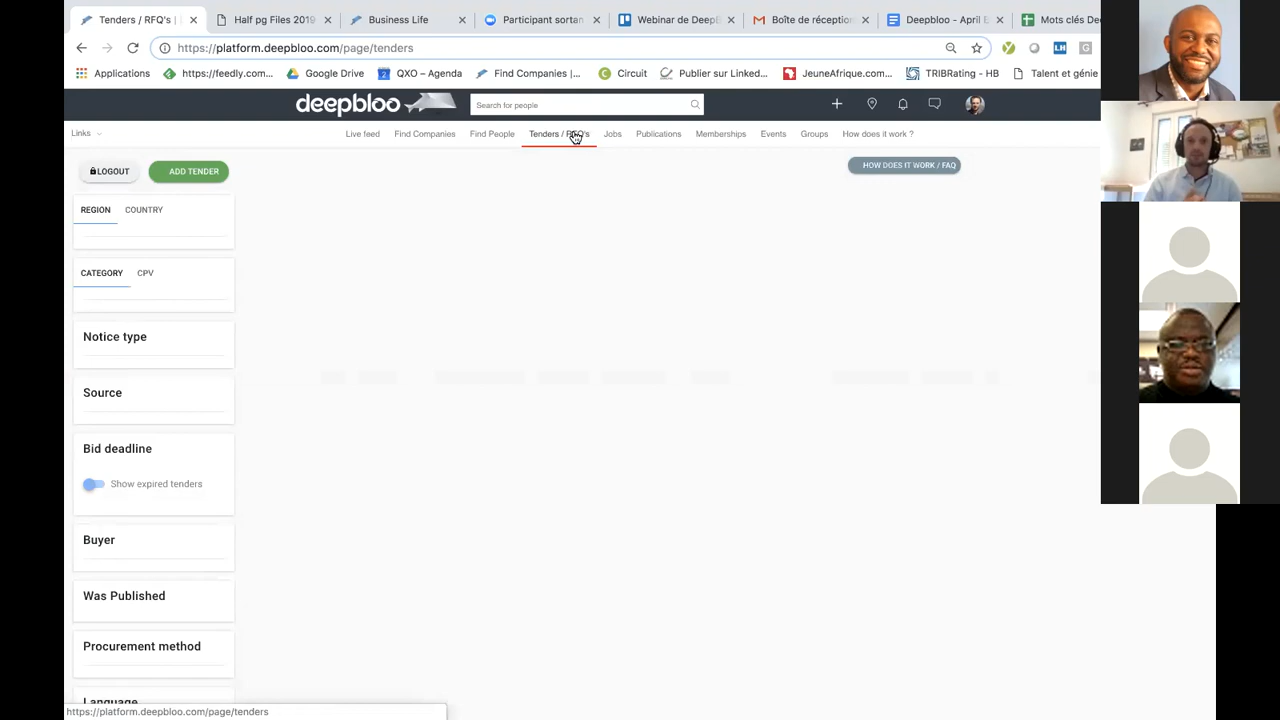 Tenders / RFQ's |
Half pg Files 2019
Business Life
Participant sortan
Webinar de Deepl
Boîte de réception
Deepbloo - April E
Mots clés De
https://platform.deepbloo.com/page/tenders
Applications
https://feedly.com...
Google Drive
QXO – Agenda
Find Companies |...
Circuit
Publier sur Linked...
JeuneAfrique.com...
TRIBRating - HB
Talent et génie
deepbloo
Search for people
Links
Live feed
Find Companies
Find People
Tenders / RFQ's
Jobs
Publications
Memberships
Events
Groups
How does it work ?
LOGOUT
ADD TENDER
HOW DOES IT WORK / FAQ
REGION
COUNTRY
CATEGORY
CPV
Notice type
Source
Bid deadline
Show expired tenders
Buyer
Was Published
Procurement method
Language
https://platform.deepbloo.com/page/tenders